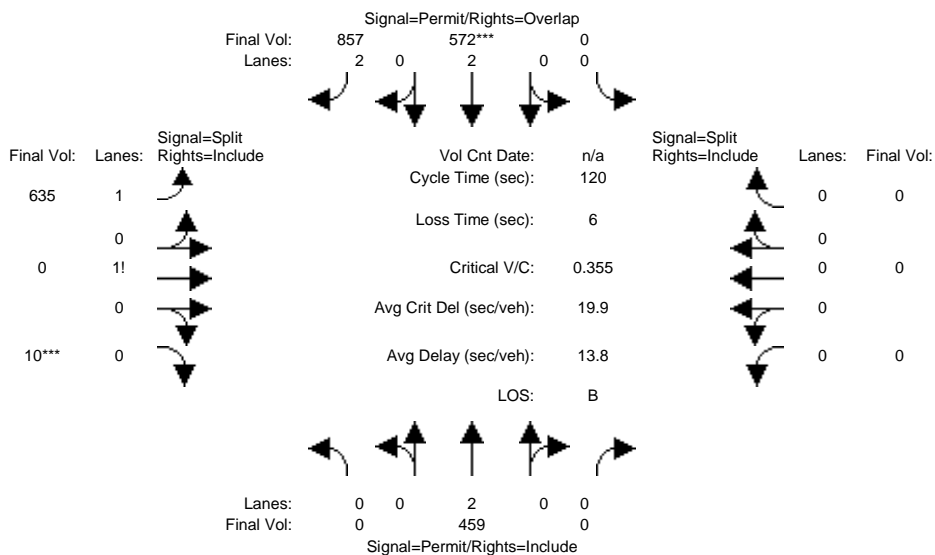 Signal=Permit/Rights=Overlap
Final Vol: 857 572*** 0
Lanes: 2 0 2 0 0
Signal=Split Signal=Split
Final Vol: Lanes: Rights=Include Vol Cnt Date: n/a Rights=Include Lanes: Final Vol:
Cycle Time (sec): 120
635 1 0 0
Loss Time (sec): 6
0 0
0 1! Critical V/C: 0.355 0 0
0 Avg Crit Del (sec/veh): 19.9 0
10*** 0 Avg Delay (sec/veh): 13.8 0 0
LOS: B
Lanes: 0 0 2 0 0
Final Vol: 0 459 0
Signal=Permit/Rights=Include